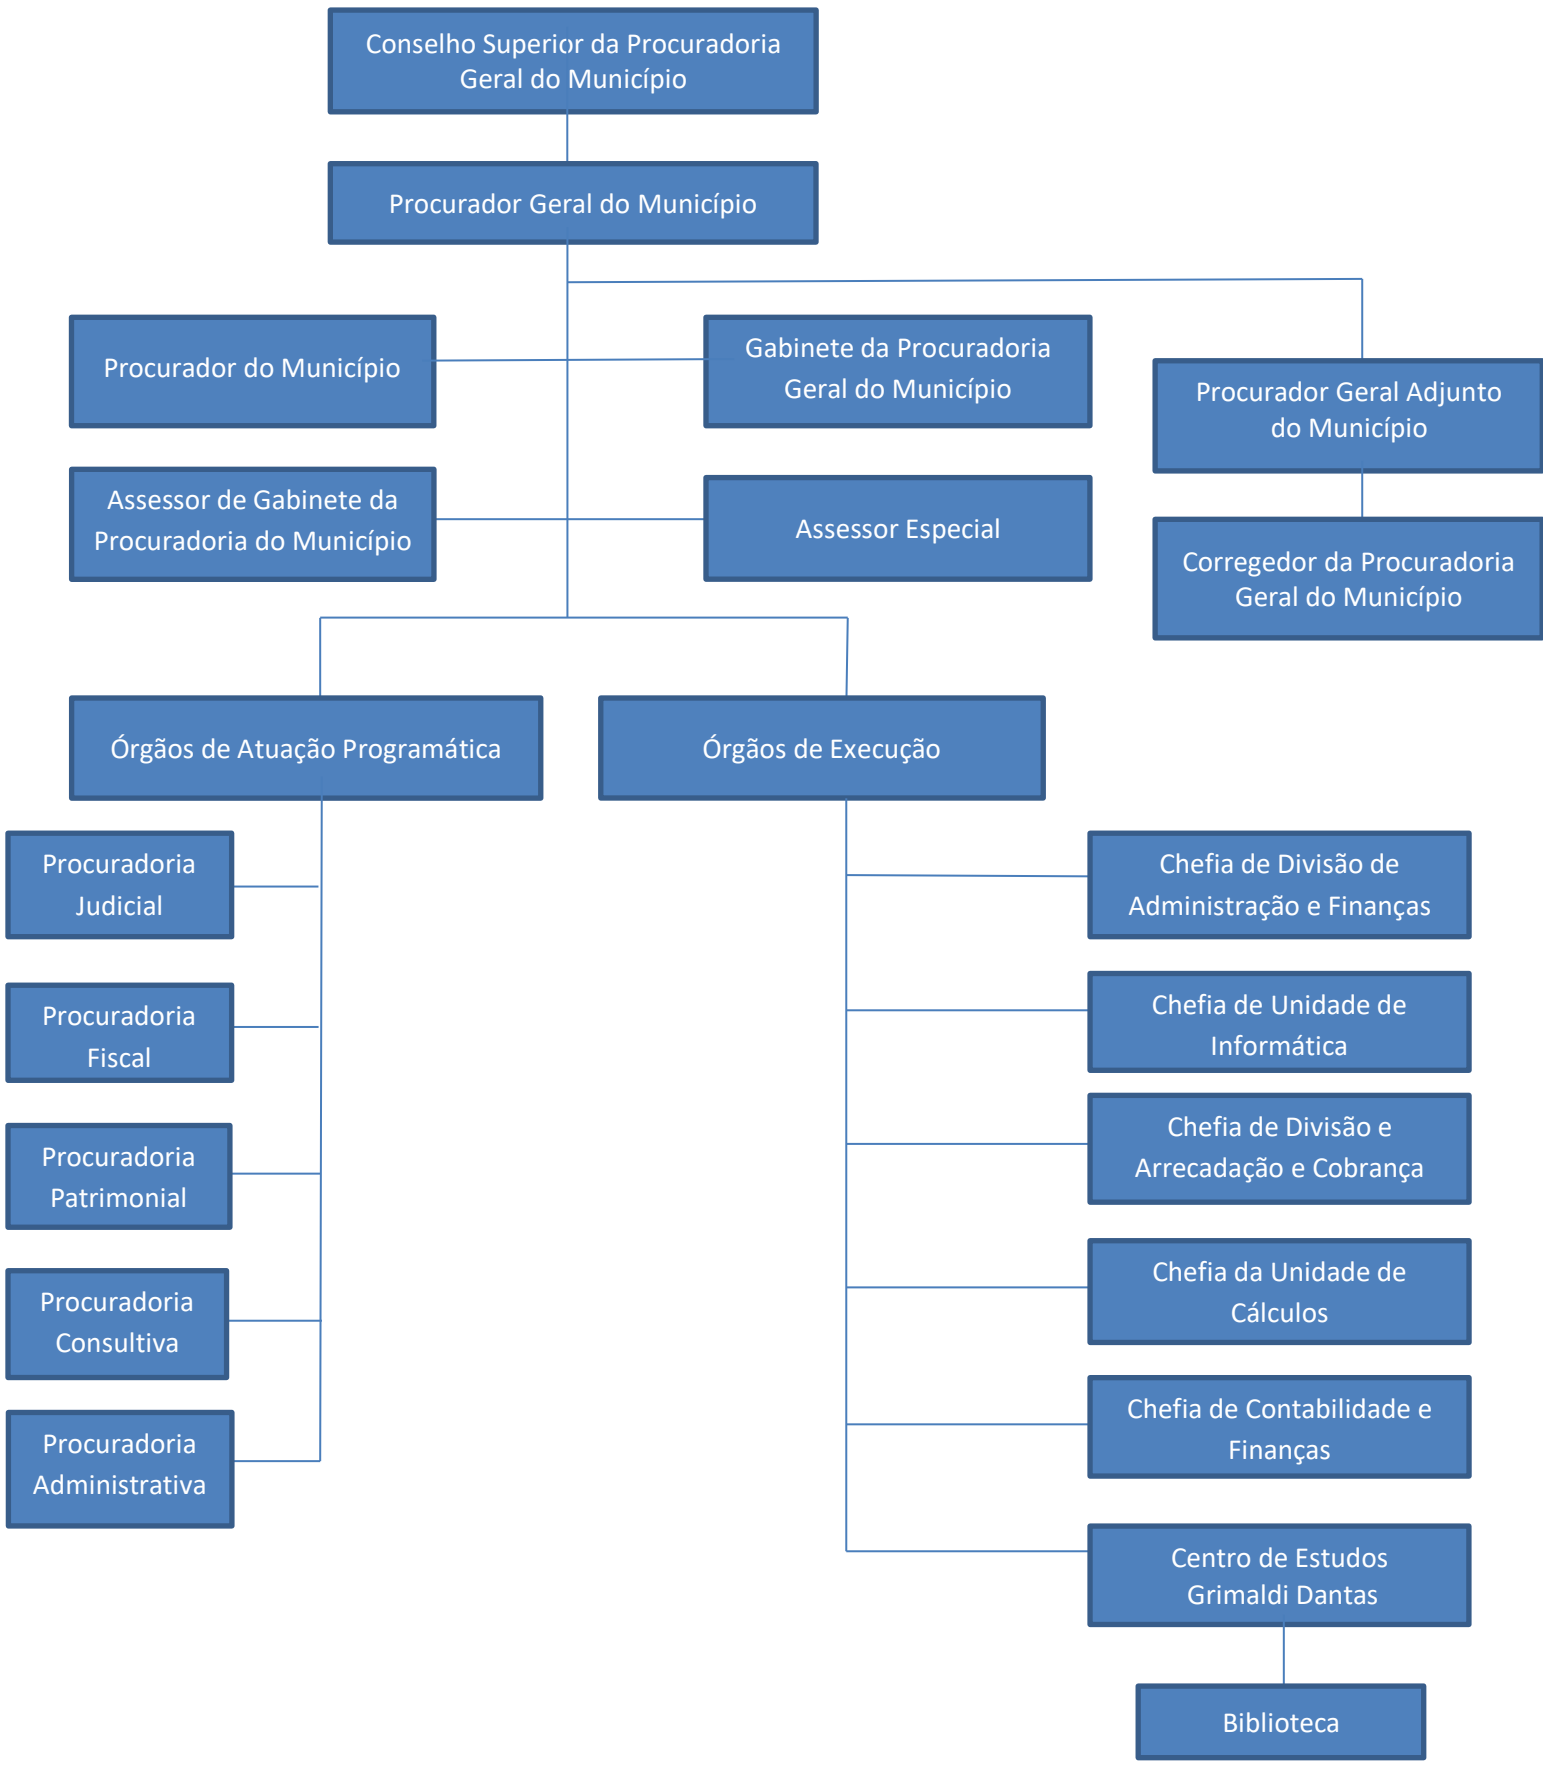 Conselho Superior da Procuradoria
Geral do Município
Procurador Geral do Município
Procurador do Município
Gabinete da Procuradoria
Geral do Município
Procurador Geral Adjunto
do Município
Assessor de Gabinete da
Procuradoria do Município
Assessor Especial
Corregedor da Procuradoria
Geral do Município
Órgãos de Atuação Programática
Órgãos de Execução
Procuradoria
Judicial
Procuradoria
Fiscal
Procuradoria
Patrimonial
Procuradoria
Consultiva
Procuradoria
Administrativa
Chefia de Divisão de
Administração e Finanças
Chefia de Unidade de
Informática
Chefia de Divisão e
Arrecadação e Cobrança
Chefia da Unidade de
Cálculos
Chefia de Contabilidade e
Finanças
Centro de Estudos
Grimaldi Dantas
Biblioteca